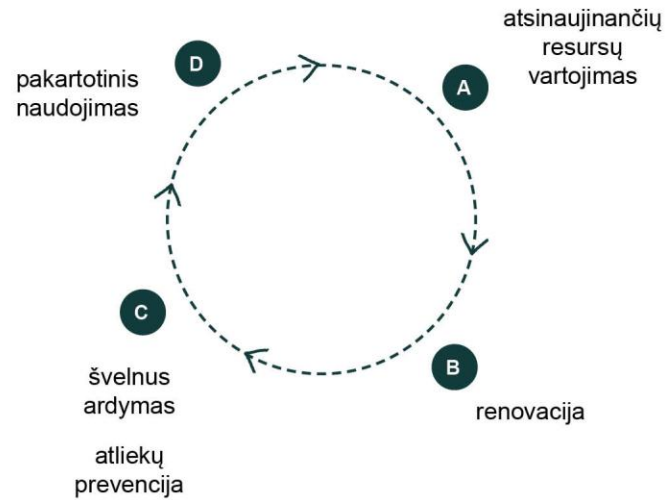 atsinaujinančių
resursų
vartojimas
A
D
pakartotinis
naudojimas
C
švelnus
ardymas
atliekų
prevencija
B
renovacija